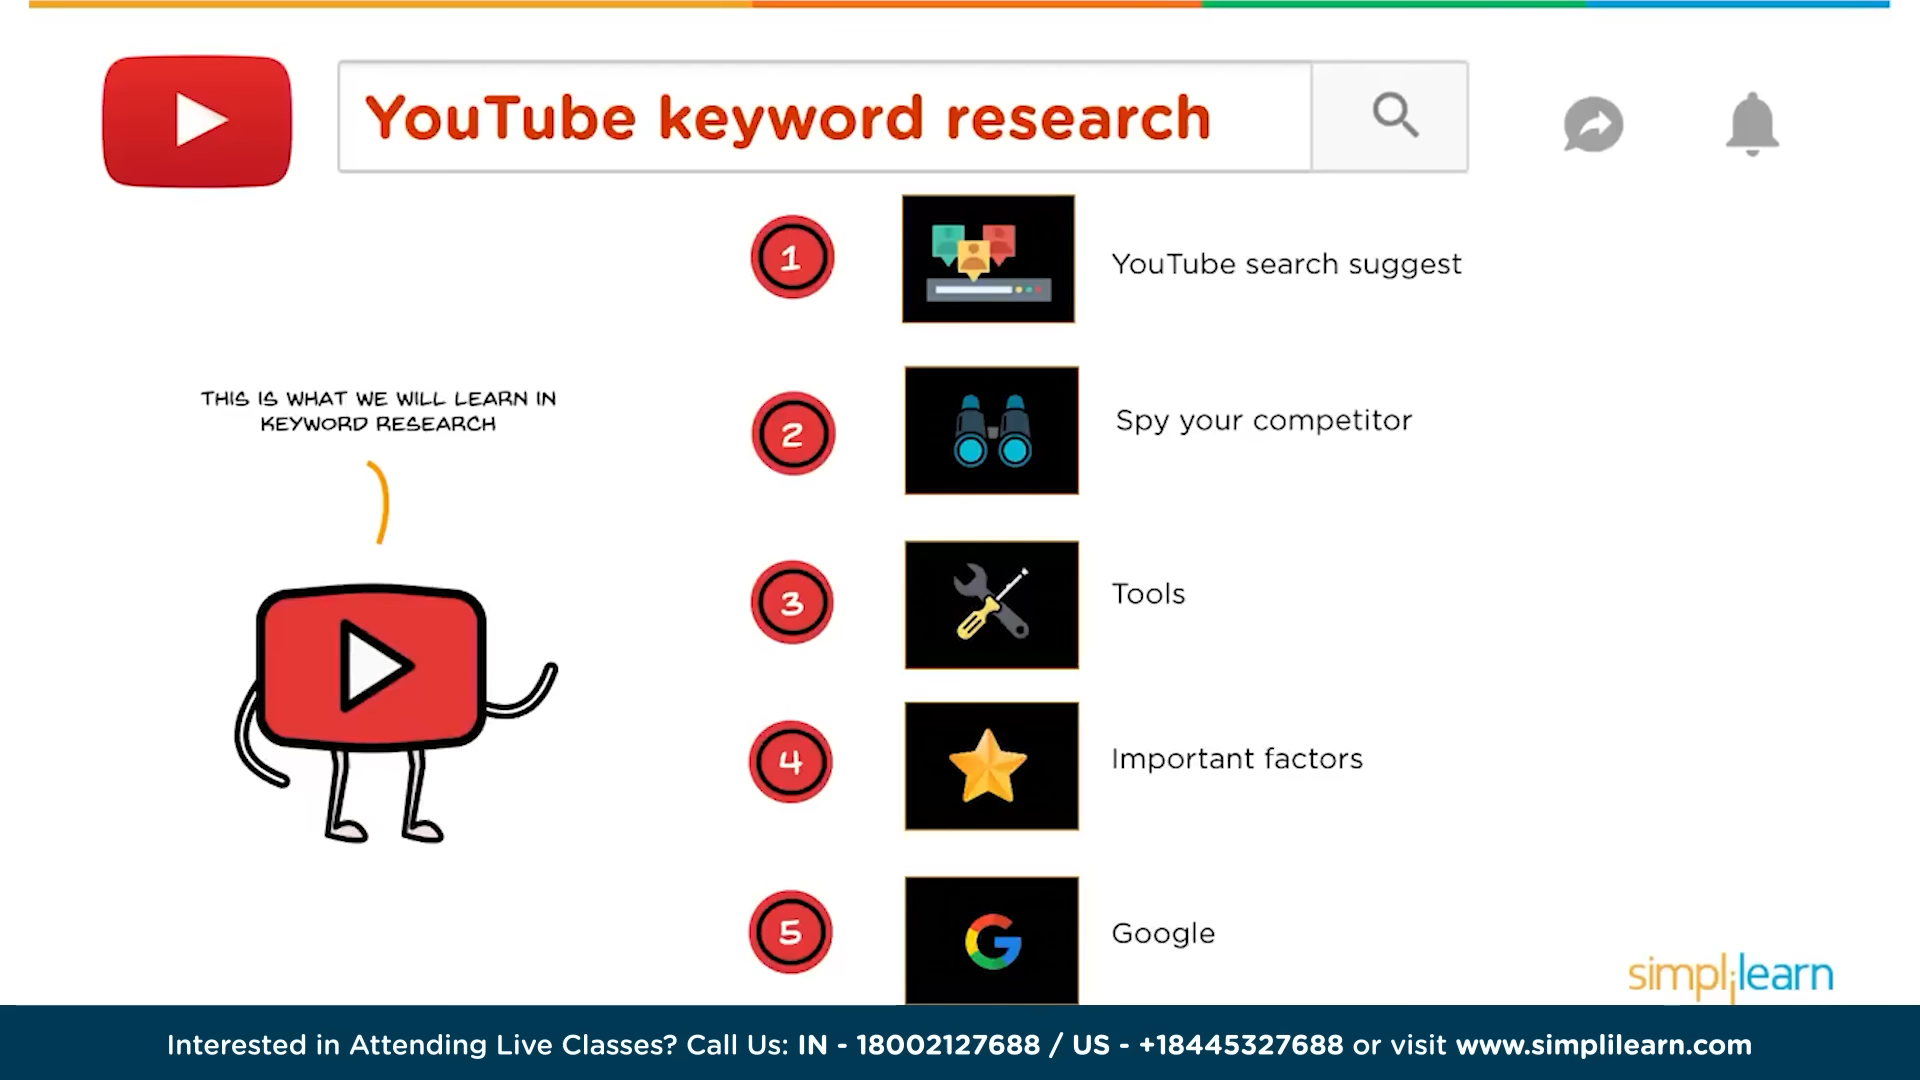 YouTube keyword research
1
YouTube search suggest
2
Spy your competitor
THIS IS WHAT WE WILL LEARN IN
KEYWORD RESEARCH
3
Tools
4
Important factors
5
Google
simplilearn
Interested in Attending Live Classes? Call Us: IN - 18002127688 / US - +18445327688 or visit www.simplilearn.com